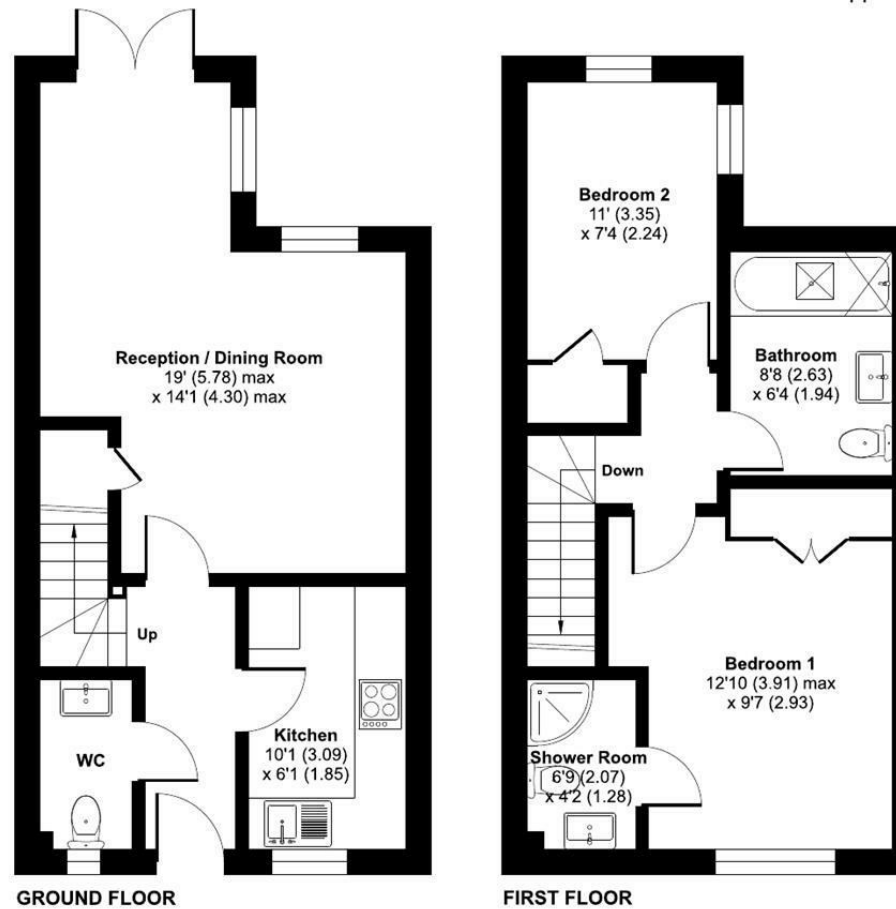 Reception / Dining Room
19' (5.78) max
x 14'1 (4.30) max
Up
WC
Kitchen
10'1 (3.09)
x 6'1 (1.85)
GROUND FLOOR
Bedroom 2
11' (3.35)
x 7'4 (2.24)
Bathroom
8'8 (2.63)
x 6'4 (1.94)
Down
Bedroom 1
12'10 (3.91) max
x 9'7 (2.93)
Shower Room
6'9 (2.07)
x 4'2 (1.28)
FIRST FLOOR